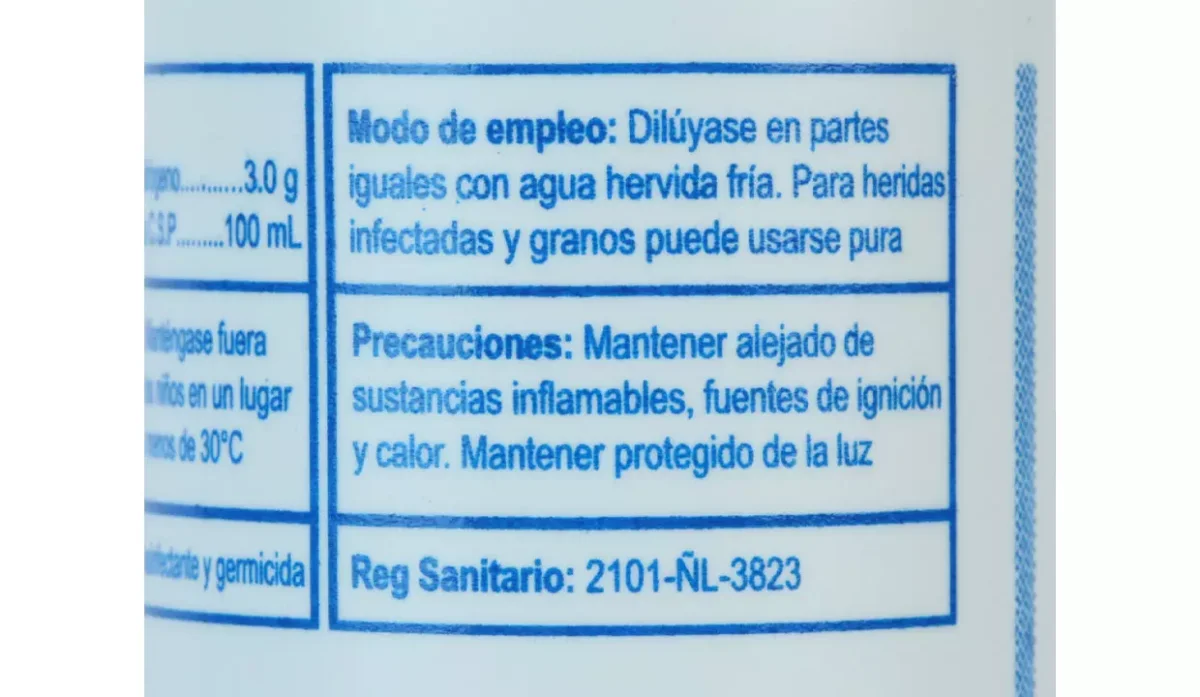 3.0 g
C.S.P.........100 mL
fuera
niños en un lugar
de 30°C
y germicida
Modo de empleo: Dilúyase en partes
iguales con agua hervida fría. Para heridas
infectadas y granos puede usarse pura
Precauciones: Mantener alejado de
sustancias inflamables, fuentes de ignición
y calor. Mantener protegido de la luz
Reg Sanitario: 2101-ÑL-3823